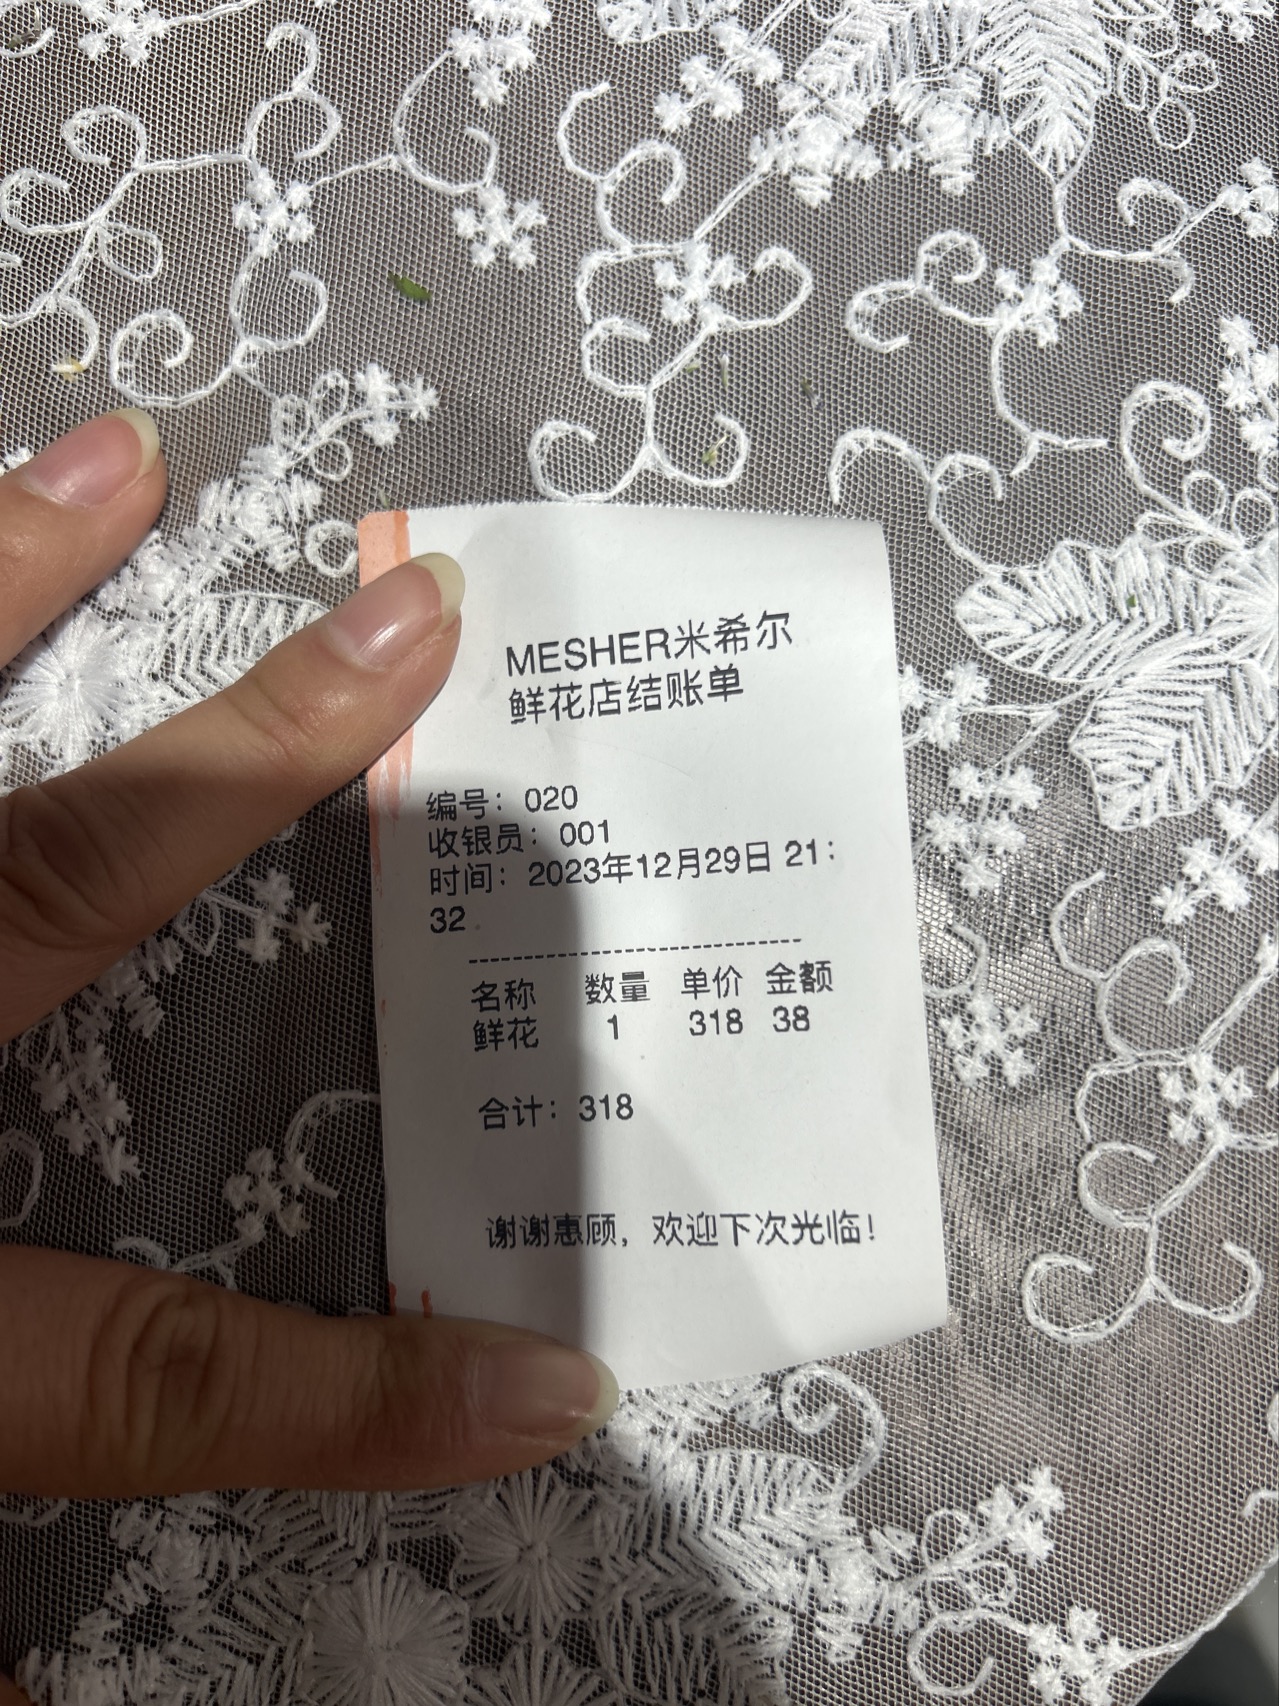 MESHER米希尔
鲜花店结账单
编号：020
收银员：001
时间：2023年12月29日 21：
32
--------------------------------
名称 数量 单价 金额
鲜花 1 318 38
合计：318
谢谢惠顾，欢迎下次光临！